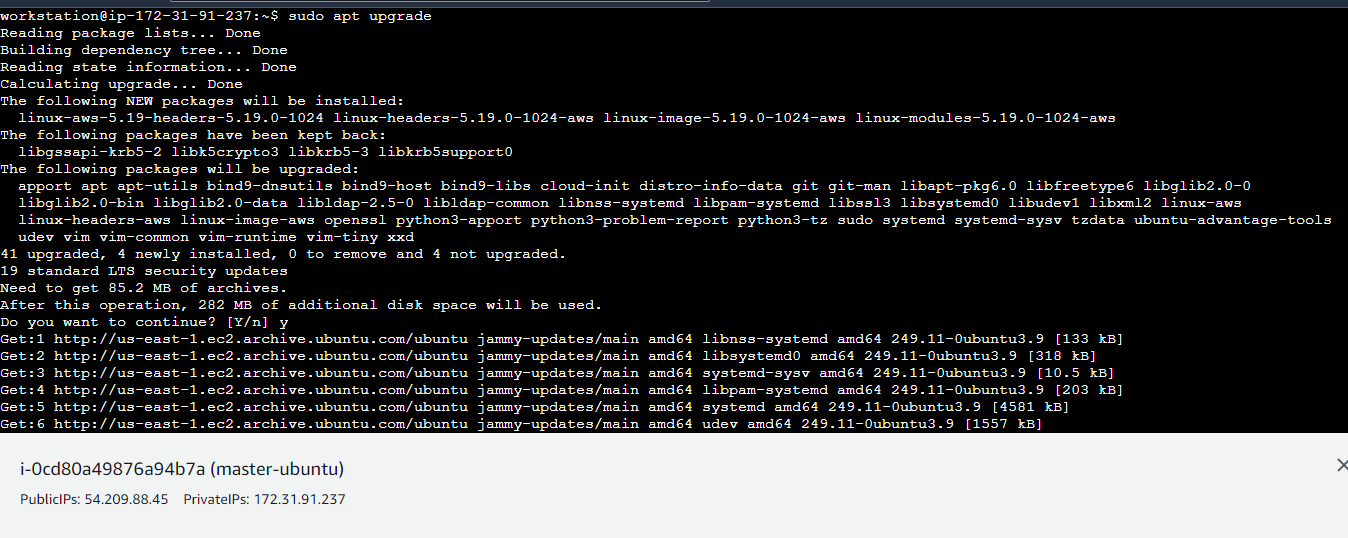 workstation@ip-172-31-91-237:~$ sudo apt upgrade
Reading package lists... Done
Building dependency tree... Done
Reading state information... Done
Calculating upgrade... Done
The following NEW packages will be installed:
  linux-aws-5.19-headers-5.19.0-1024 linux-headers-5.19.0-1024-aws linux-image-5.19.0-1024-aws linux-modules-5.19.0-1024-aws
The following packages have been kept back:
  libgssapi-krb5-2 libk5crypto3 libkrb5-3 libkrb5support0
The following packages will be upgraded:
  apport apt apt-utils bind9-dnsutils bind9-host bind9-libs cloud-init distro-info-data git git-man libapt-pkg6.0 libfreetype6 libglib2.0-0
  libglib2.0-bin libglib2.0-data libldap-2.5-0 libldap-common libnss-systemd libpam-systemd libssl3 libsystemd0 libudev1 libxml2 linux-aws
  linux-headers-aws linux-image-aws openssl python3-apport python3-problem-report python3-tz sudo systemd systemd-sysv tzdata ubuntu-advantage-tools
  udev vim vim-common vim-runtime vim-tiny xxd
41 upgraded, 4 newly installed, 0 to remove and 4 not upgraded.
19 standard LTS security updates
Need to get 85.2 MB of archives.
After this operation, 282 MB of additional disk space will be used.
Do you want to continue? [Y/n] y
Get:1 http://us-east-1.ec2.archive.ubuntu.com/ubuntu jammy-updates/main amd64 libnss-systemd amd64 249.11-0ubuntu3.9 [133 kB]
Get:2 http://us-east-1.ec2.archive.ubuntu.com/ubuntu jammy-updates/main amd64 libsystemd0 amd64 249.11-0ubuntu3.9 [318 kB]
Get:3 http://us-east-1.ec2.archive.ubuntu.com/ubuntu jammy-updates/main amd64 systemd-sysv amd64 249.11-0ubuntu3.9 [10.5 kB]
Get:4 http://us-east-1.ec2.archive.ubuntu.com/ubuntu jammy-updates/main amd64 libpam-systemd amd64 249.11-0ubuntu3.9 [203 kB]
Get:5 http://us-east-1.ec2.archive.ubuntu.com/ubuntu jammy-updates/main amd64 systemd amd64 249.11-0ubuntu3.9 [4581 kB]
Get:6 http://us-east-1.ec2.archive.ubuntu.com/ubuntu jammy-updates/main amd64 udev amd64 249.11-0ubuntu3.9 [1557 kB]
i-0cd80a49876a94b7a (master-ubuntu)
PublicIPs: 54.209.88.45 PrivateIPs: 172.31.91.237